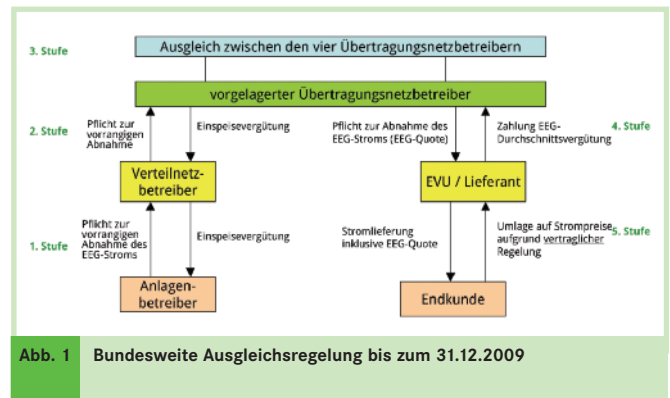 3. Stufe
Ausgleich zwischen den vier Übertragungsnetzbetreibern
vorgelagerter Übertragungsnetzbetreiber
2. Stufe
Pflicht zur
vorrangigen
Abnahme
Einspeisevergütung
Pflicht zur Abnahme des
EEG-Stroms (EEG-Quote)
Zahlung EEG-
Durchschnittsvergütung
4. Stufe
Verteilnetz-
betreiber
EVU / Lieferant
1. Stufe
Pflicht zur
vorrangigen
Abnahme des
EEG-Stroms
Einspeisevergütung
Stromlieferung
inklusive EEG-Quote
Umlage auf Strompreise
aufgrund vertraglicher
Regelung
5. Stufe
Anlagen-
betreiber
Endkunde
Abb. 1 Bundesweite Ausgleichsregelung bis zum 31.12.2009